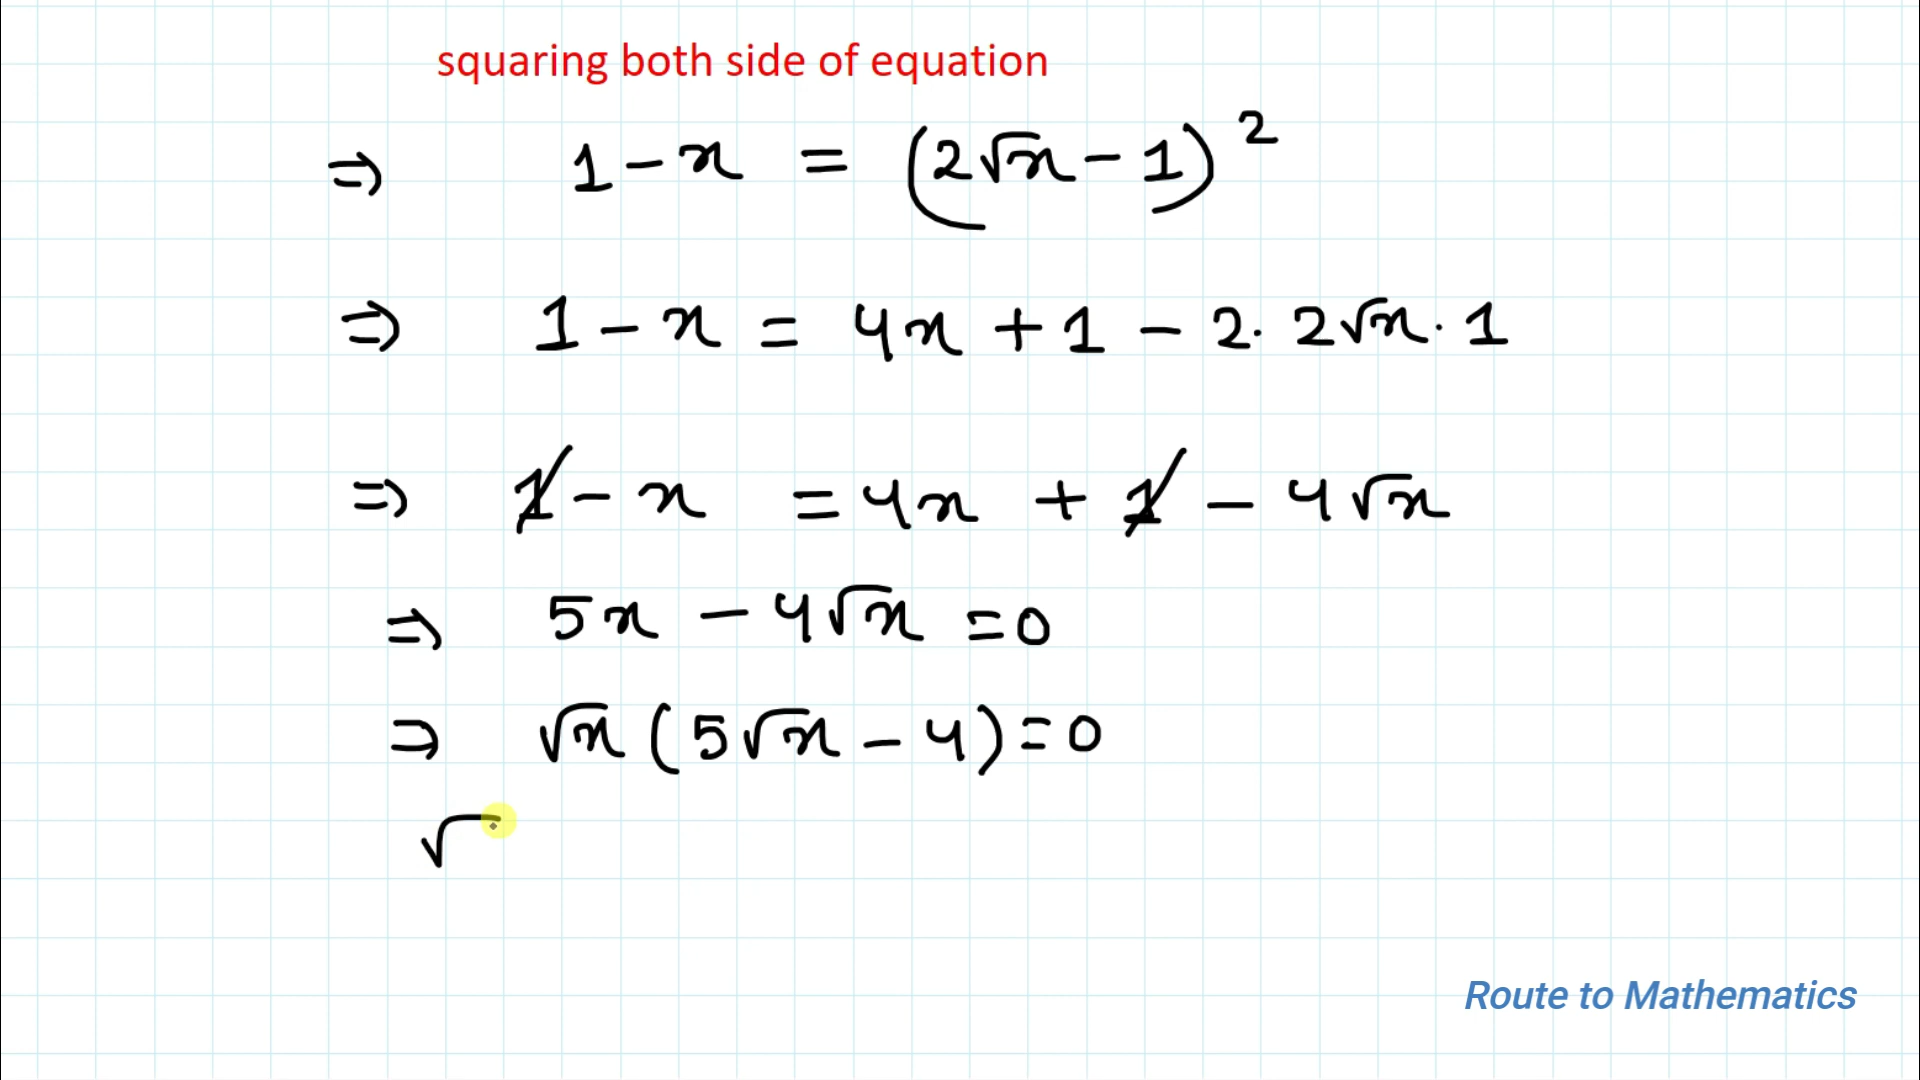 squaring both side of equation
⇒ 1 - x = (2√x - 1)²
⇒ 1 - x = 4x + 1 - 2·2√x·1
⇒ 1 - x = 4x + 1 - 4√x
⇒ 5x - 4√x = 0
⇒ √x (5√x - 4) = 0
√
Route to Mathematics